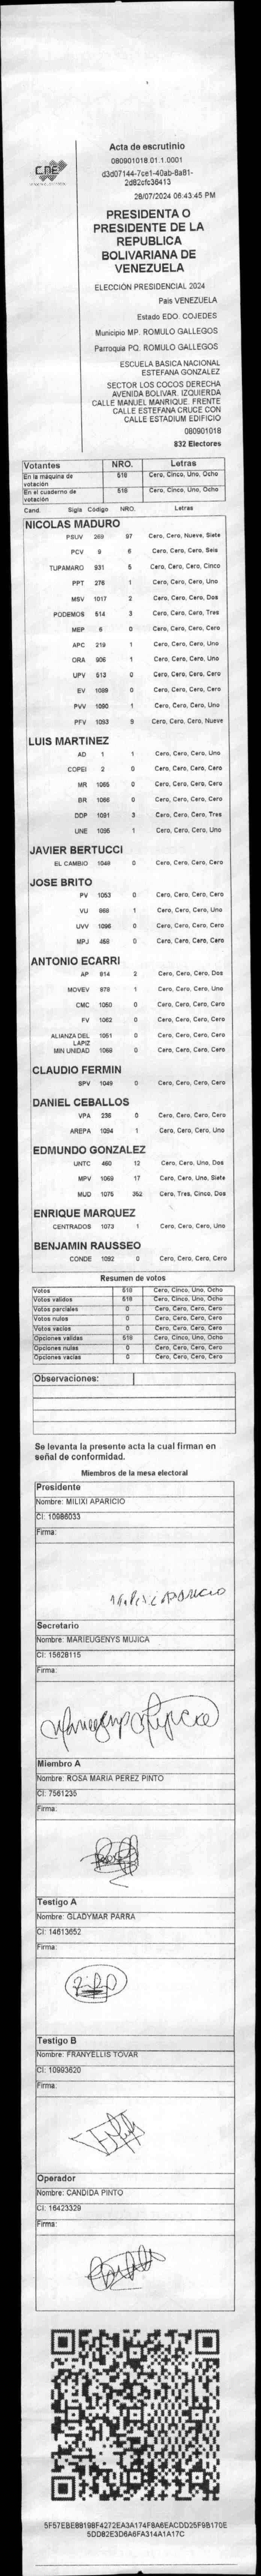 CNE
Acta de escrutinio
080901018.01.1.0001
d3d07144-7ce1-40ab-8a81-
2d82cfc36413
28/07/2024 06:43:45 PM
PRESIDENTA O
PRESIDENTE DE LA
REPUBLICA
BOLIVARIANA DE
VENEZUELA
ELECCIÓN PRESIDENCIAL 2024
Pais VENEZUELA
Estado EDO. COJEDES
Municipio MP. ROMULO GALLEGOS
Parroquia PQ. ROMULO GALLEGOS
ESCUELA BASICA NACIONAL
ESTEFANA GONZALEZ
SECTOR LOS COCOS DERECHA
AVENIDA BOLIVAR. IZQUIERDA
CALLE MANUEL MANRIQUE. FRENTE
CALLE ESTEFANA CRUCE CON
CALLE ESTADIUM EDIFICIO
080901018
832 Electores
Votantes NRO. Letras
En la máquina de votación 518 Cero, Cinco, Uno, Ocho
En el cuaderno de votación 518 Cero, Cinco, Uno, Ocho
Cand. Sigla Código NRO. Letras
NICOLAS MADURO
PSUV 269 97 Cero, Cero, Nueve, Siete
PCV 9 6 Cero, Cero, Cero, Seis
TUPAMARO 931 5 Cero, Cero, Cero, Cinco
PPT 276 1 Cero, Cero, Cero, Uno
MSV 1017 2 Cero, Cero, Cero, Dos
PODEMOS 514 3 Cero, Cero, Cero, Tres
MEP 6 0 Cero, Cero, Cero, Cero
APC 219 1 Cero, Cero, Cero, Uno
ORA 906 1 Cero, Cero, Cero, Uno
UPV 513 0 Cero, Cero, Cero, Cero
EV 1089 0 Cero, Cero, Cero, Cero
PVV 1090 1 Cero, Cero, Cero, Uno
PFV 1093 9 Cero, Cero, Cero, Nueve
LUIS MARTINEZ
AD 1 1 Cero, Cero, Cero, Uno
COPEI 2 0 Cero, Cero, Cero, Cero
MR 1065 0 Cero, Cero, Cero, Cero
BR 1066 0 Cero, Cero, Cero, Cero
DDP 1091 3 Cero, Cero, Cero, Tres
UNE 1095 1 Cero, Cero, Cero, Uno
JAVIER BERTUCCI
EL CAMBIO 1048 0 Cero, Cero, Cero, Cero
JOSE BRITO
PV 1053 0 Cero, Cero, Cero, Cero
VU 968 1 Cero, Cero, Cero, Uno
UVV 1096 0 Cero, Cero, Cero, Cero
MPJ 468 0 Cero, Cero, Cero, Cero
ANTONIO ECARRI
AP 814 2 Cero, Cero, Cero, Dos
MOVEV 979 1 Cero, Cero, Cero, Uno
CMC 1050 0 Cero, Cero, Cero, Cero
FV 1062 0 Cero, Cero, Cero, Cero
ALIANZA DEL LAPIZ 1051 0 Cero, Cero, Cero, Cero
MIN UNIDAD 1068 0 Cero, Cero, Cero, Cero
CLAUDIO FERMIN
SPV 1049 0 Cero, Cero, Cero, Cero
DANIEL CEBALLOS
VPA 236 0 Cero, Cero, Cero, Cero
AREPA 1094 1 Cero, Cero, Cero, Uno
EDMUNDO GONZALEZ
UNTC 460 12 Cero, Cero, Uno, Dos
MPV 1069 17 Cero, Cero, Uno, Siete
MUD 1075 352 Cero, Tres, Cinco, Dos
ENRIQUE MARQUEZ
CENTRADOS 1073 1 Cero, Cero, Cero, Uno
BENJAMIN RAUSSEO
CONDE 1092 0 Cero, Cero, Cero, Cero
Resumen de votos
Votos 518 Cero, Cinco, Uno, Ocho
Votos validos 518 Cero, Cinco, Uno, Ocho
Votos parciales 0 Cero, Cero, Cero, Cero
Votos nulos 0 Cero, Cero, Cero, Cero
Votos vacios 0 Cero, Cero, Cero, Cero
Opciones validas 518 Cero, Cinco, Uno, Ocho
Opciones nulas 0 Cero, Cero, Cero, Cero
Opciones vacias 0 Cero, Cero, Cero, Cero
Observaciones:
Se levanta la presente acta la cual firman en
señal de conformidad.
Miembros de la mesa electoral
Presidente
Nombre: MILIXI APARICIO
CI: 10986033
Firma:
Milixi Aparicio
Secretario
Nombre: MARIEUGENYS MUJICA
CI: 15628115
Firma:
Miembro A
Nombre: ROSA MARIA PEREZ PINTO
CI: 7561235
Firma:
Testigo A
Nombre: GLADYMAR PARRA
CI: 14613652
Firma:
Testigo B
Nombre: FRANYELLIS TOVAR
CI: 10993620
Firma:
Operador
Nombre: CANDIDA PINTO
CI: 16423329
Firma:
5F57EBE88198F4272EA3A174F8A6EACDD25F9B170E
5DD82E3D6A6FA314A1A17C